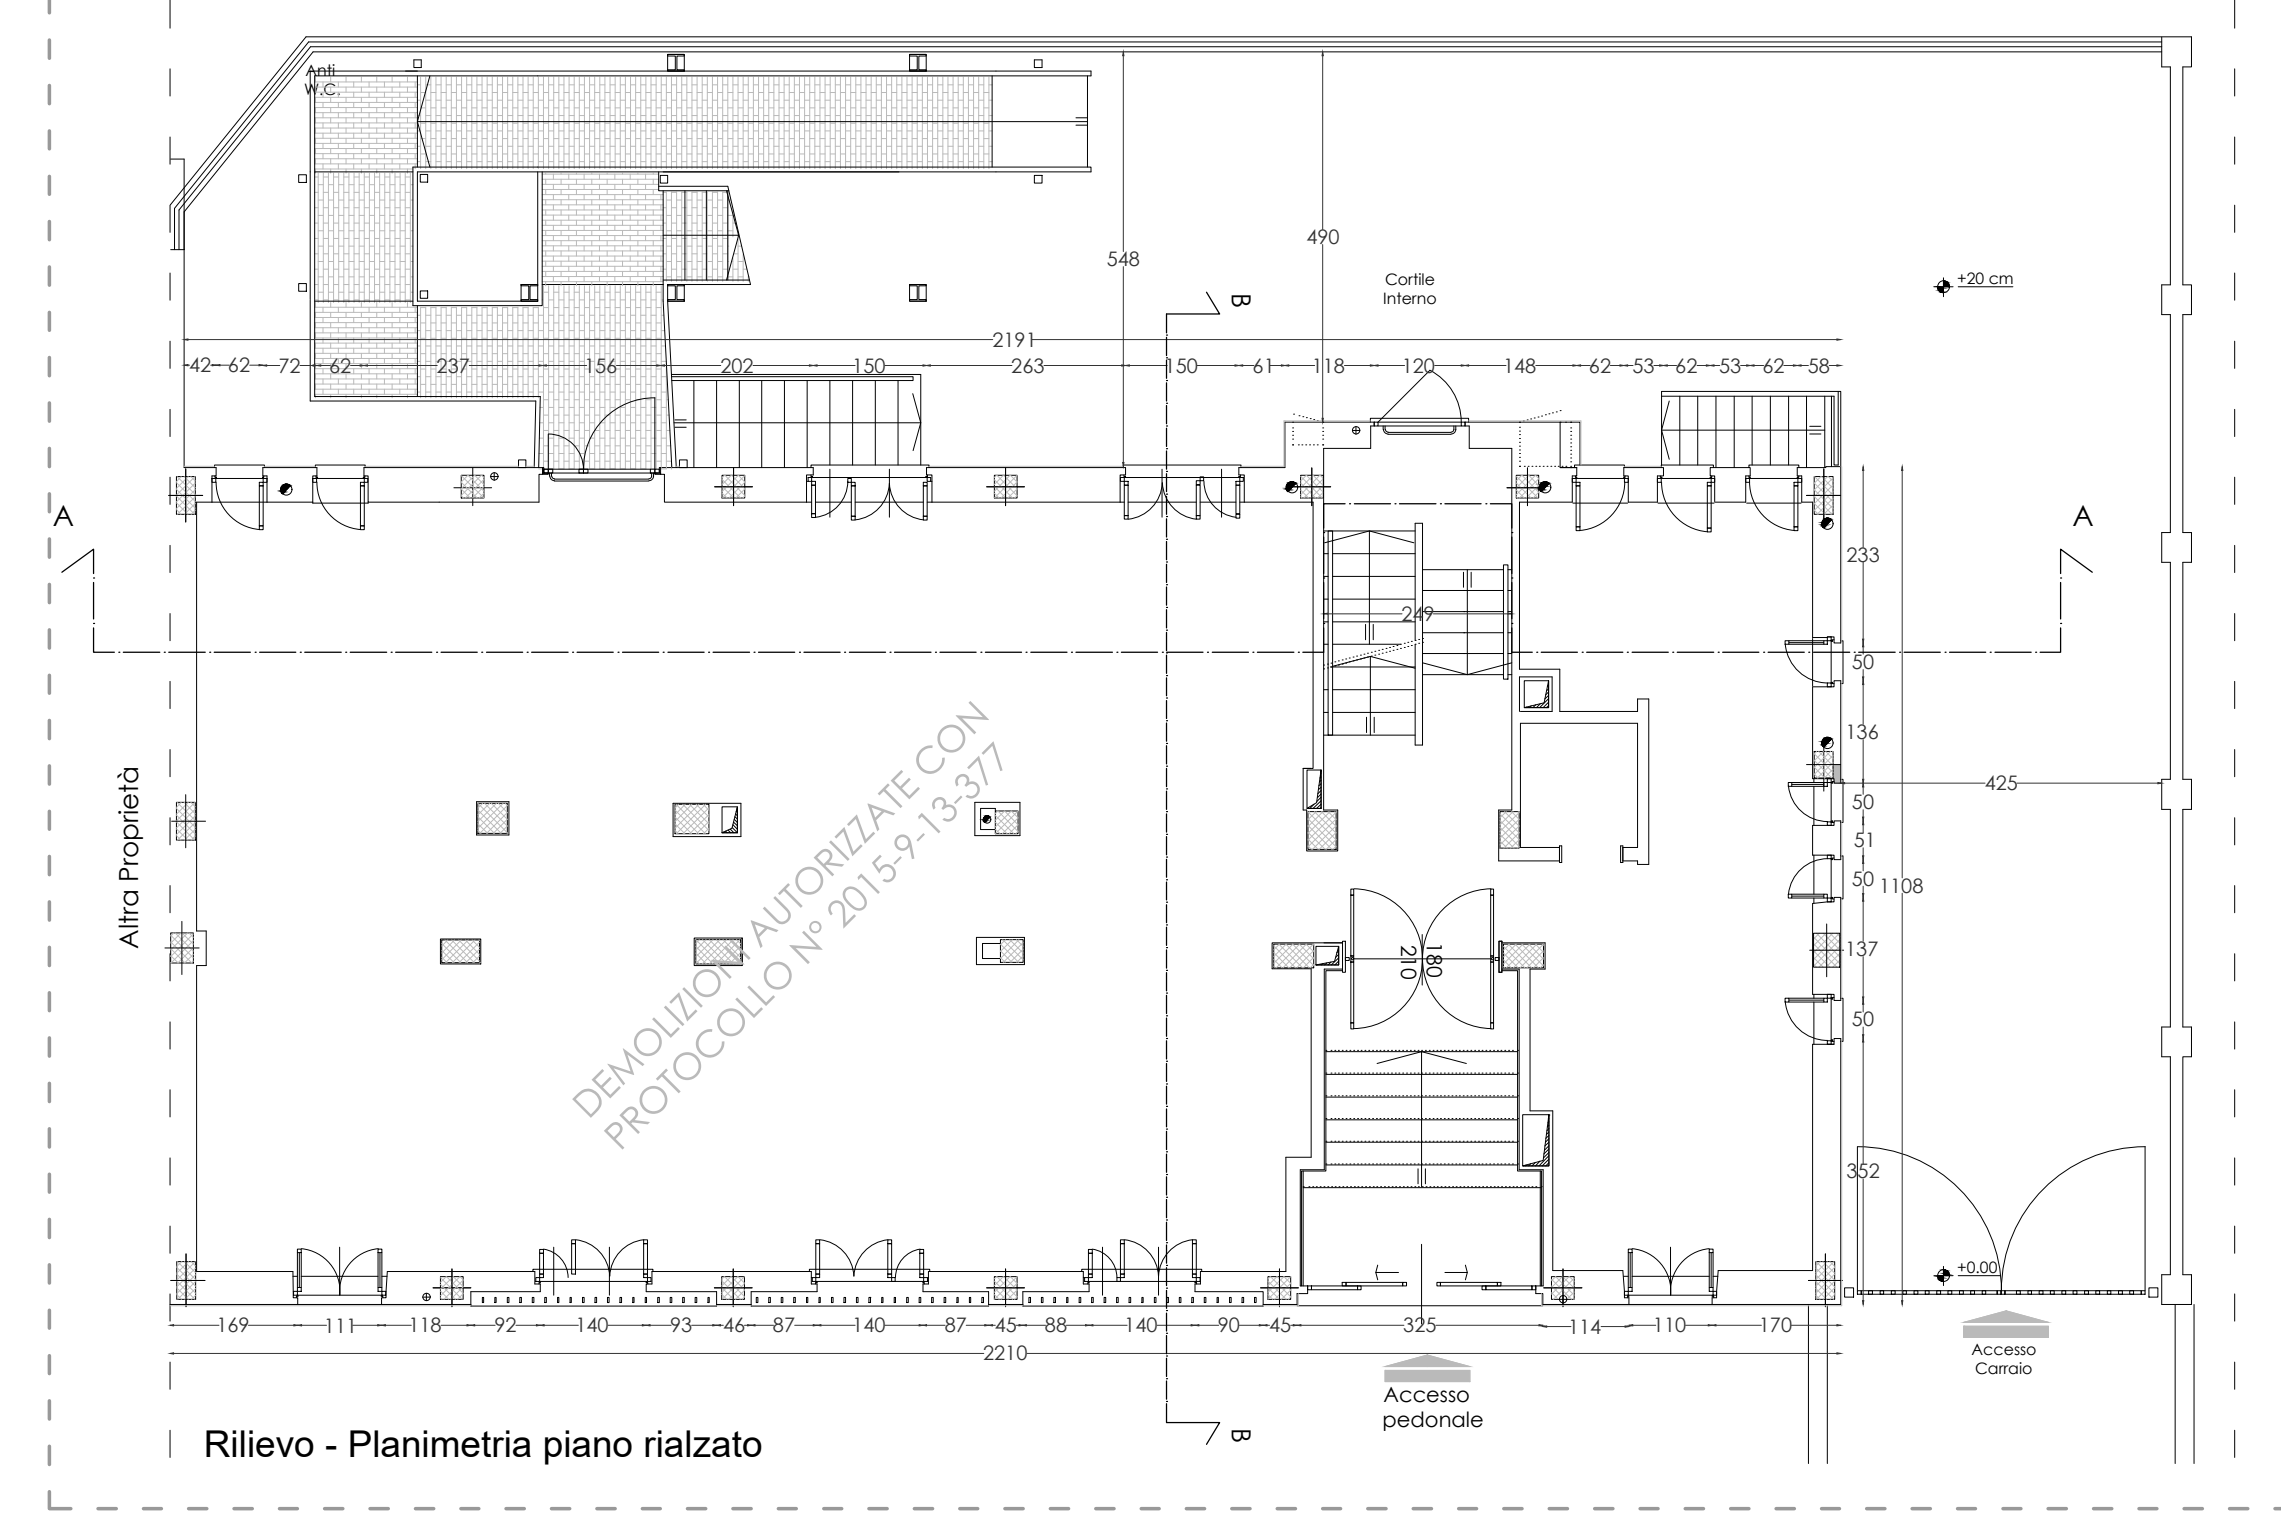 Anti
W.C.
490
548
Cortile
Interno
+20 cm
B
2191
42 62 72 62 237 156 202 150 263 150 61 118 120 148 62 53 62 53 62 58
A
A
233
249
50
136
425
50
51
50
1108
137
50
352
Altra Proprietà
DEMOLIZIONI AUTORIZZATE CON
PROTOCOLLO N° 2015-9-13-377
180
210
+0.00
169 111 118 92 140 93 46 87 140 87 45 88 140 90 45 325 114 110 170
2210
Accesso
Carraio
Accesso
pedonale
B
Rilievo - Planimetria piano rialzato